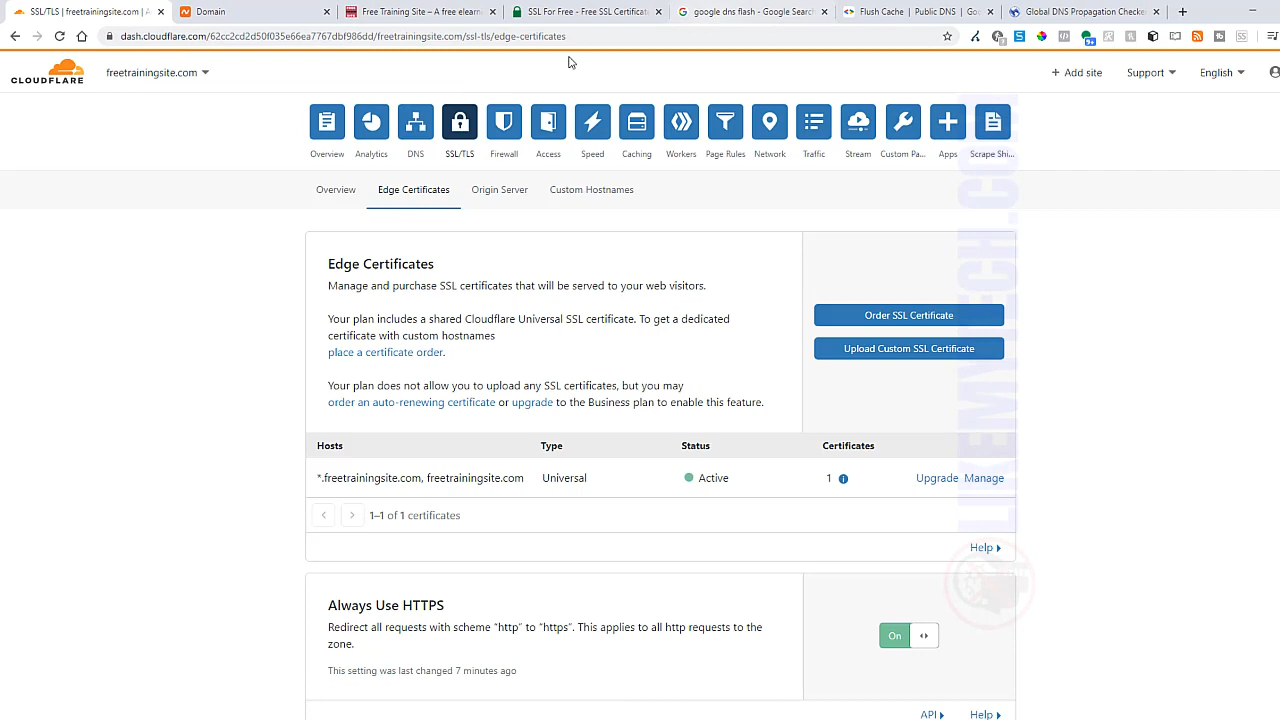 SSL/TLS | freetrainingsite.com | A
Domain
Free Training Site – A free elearn
SSL For Free - Free SSL Certificate
google dns flash - Google Search
Flush Cache | Public DNS | Go
Global DNS Propagation Checke
dash.cloudflare.com/62cc2cd2d50f035e66ea7767dbf986dd/freetrainingsite.com/ssl-tls/edge-certificates
CLOUDFLARE
freetrainingsite.com
Add site
Support
English
Overview
Analytics
DNS
SSL/TLS
Firewall
Access
Speed
Caching
Workers
Page Rules
Network
Traffic
Stream
Custom Pa...
Apps
Scrape Shi...
Overview
Edge Certificates
Origin Server
Custom Hostnames
Edge Certificates
Manage and purchase SSL certificates that will be served to your web visitors.
Your plan includes a shared Cloudflare Universal SSL certificate. To get a dedicated
certificate with custom hostnames
place a certificate order.
Your plan does not allow you to upload any SSL certificates, but you may
order an auto-renewing certificate or upgrade to the Business plan to enable this feature.
Order SSL Certificate
Upload Custom SSL Certificate
Hosts Type Status Certificates
*.freetrainingsite.com, freetrainingsite.com Universal Active 1 Upgrade Manage
1–1 of 1 certificates
Help
Always Use HTTPS
Redirect all requests with scheme “http” to “https”. This applies to all http requests to the
zone.
This setting was last changed 7 minutes ago
On
API Help
LIKEMYTECH.COM